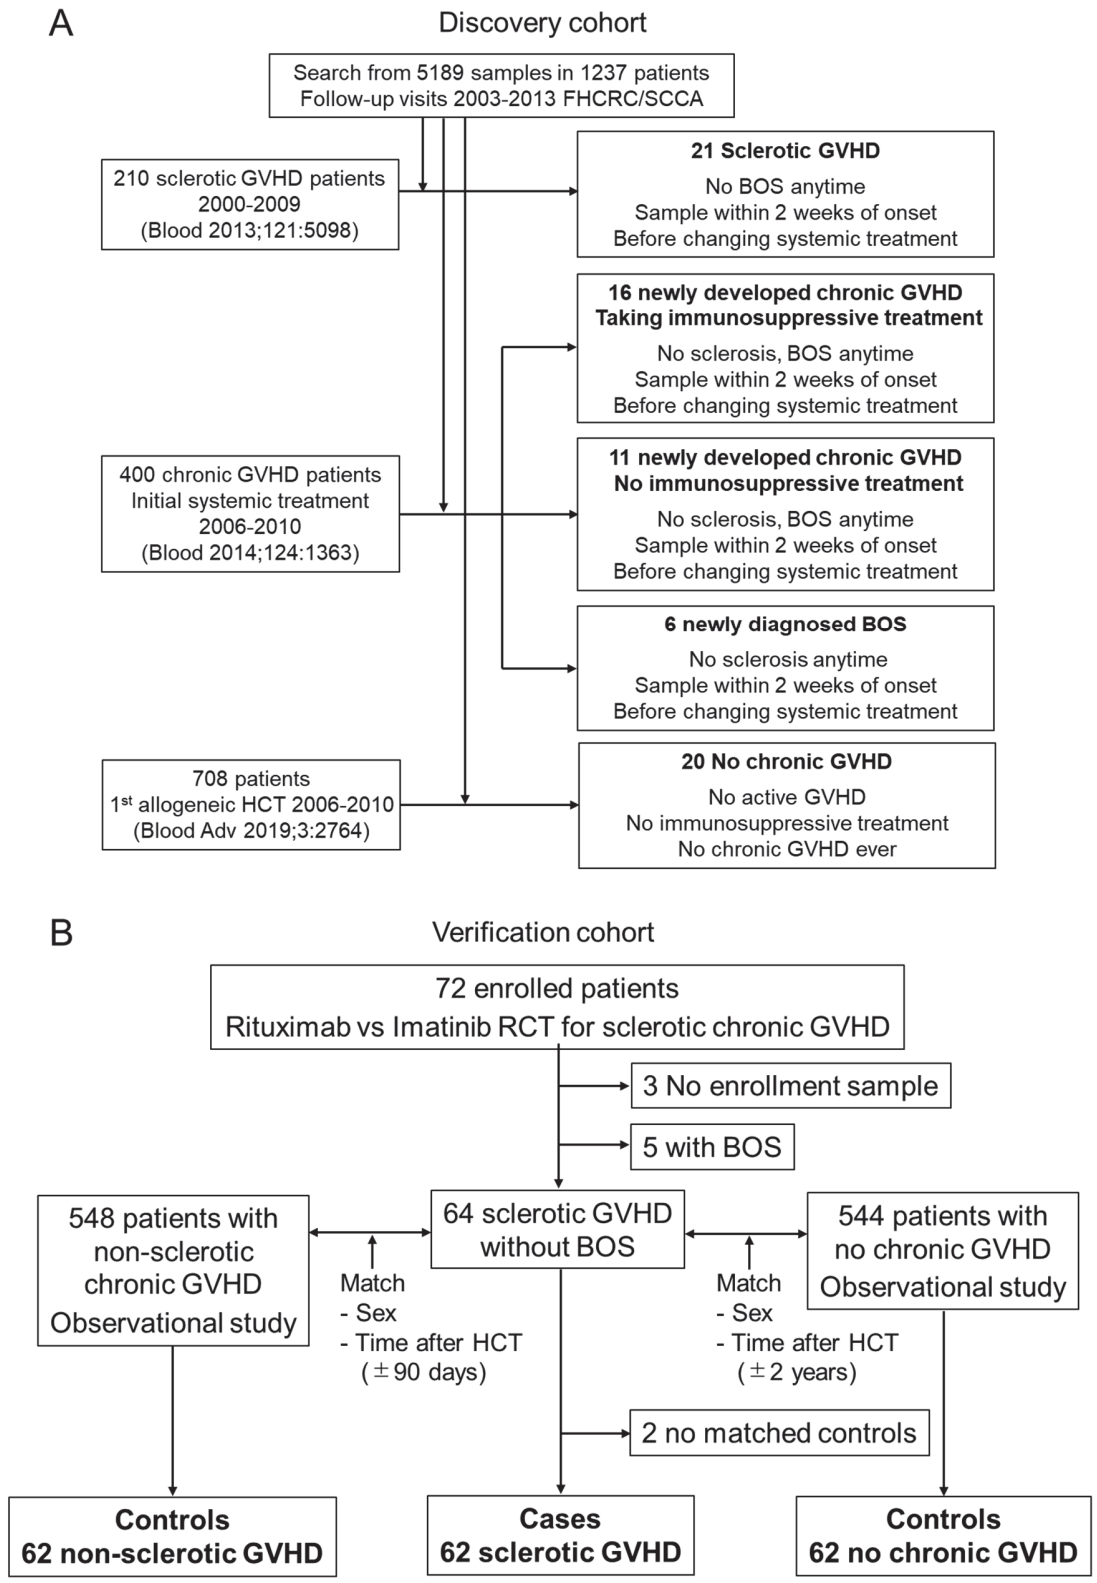 A
Discovery cohort
Search from 5189 samples in 1237 patients
Follow-up visits 2003-2013 FHCRC/SCCA
210 sclerotic GVHD patients
2000-2009
(Blood 2013;121:5098)
21 Sclerotic GVHD
No BOS anytime
Sample within 2 weeks of onset
Before changing systemic treatment
16 newly developed chronic GVHD
Taking immunosuppressive treatment
No sclerosis, BOS anytime
Sample within 2 weeks of onset
Before changing systemic treatment
400 chronic GVHD patients
Initial systemic treatment
2006-2010
(Blood 2014;124:1363)
11 newly developed chronic GVHD
No immunosuppressive treatment
No sclerosis, BOS anytime
Sample within 2 weeks of onset
Before changing systemic treatment
6 newly diagnosed BOS
No sclerosis anytime
Sample within 2 weeks of onset
Before changing systemic treatment
708 patients
1st allogeneic HCT 2006-2010
(Blood Adv 2019;3:2764)
20 No chronic GVHD
No active GVHD
No immunosuppressive treatment
No chronic GVHD ever
B
Verification cohort
72 enrolled patients
Rituximab vs Imatinib RCT for sclerotic chronic GVHD
3 No enrollment sample
5 with BOS
548 patients with
non-sclerotic
chronic GVHD
Observational study
Match
- Sex
- Time after HCT
(±90 days)
64 sclerotic GVHD
without BOS
Match
- Sex
- Time after HCT
(±2 years)
544 patients with
no chronic GVHD
Observational study
2 no matched controls
Controls
62 non-sclerotic GVHD
Cases
62 sclerotic GVHD
Controls
62 no chronic GVHD